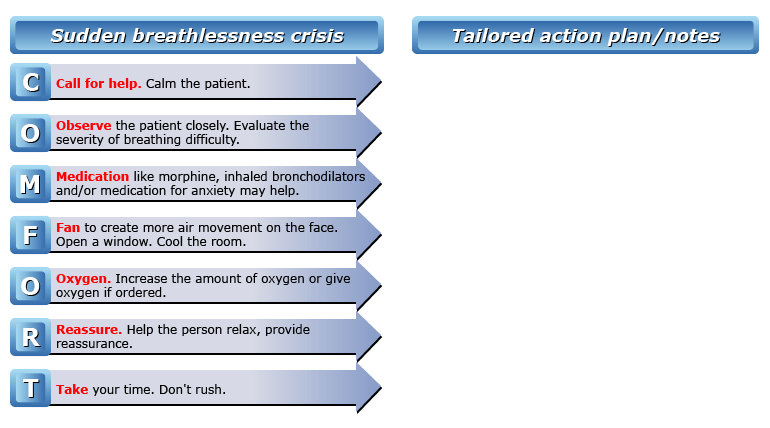 Sudden breathlessness crisis
Tailored action plan/notes
C
Call for help. Calm the patient.
O
Observe the patient closely. Evaluate the
severity of breathing difficulty.
M
Medication like morphine, inhaled bronchodilators
and/or medication for anxiety may help.
F
Fan to create more air movement on the face.
Open a window. Cool the room.
O
Oxygen. Increase the amount of oxygen or give
oxygen if ordered.
R
Reassure. Help the person relax, provide
reassurance.
T
Take your time. Don't rush.